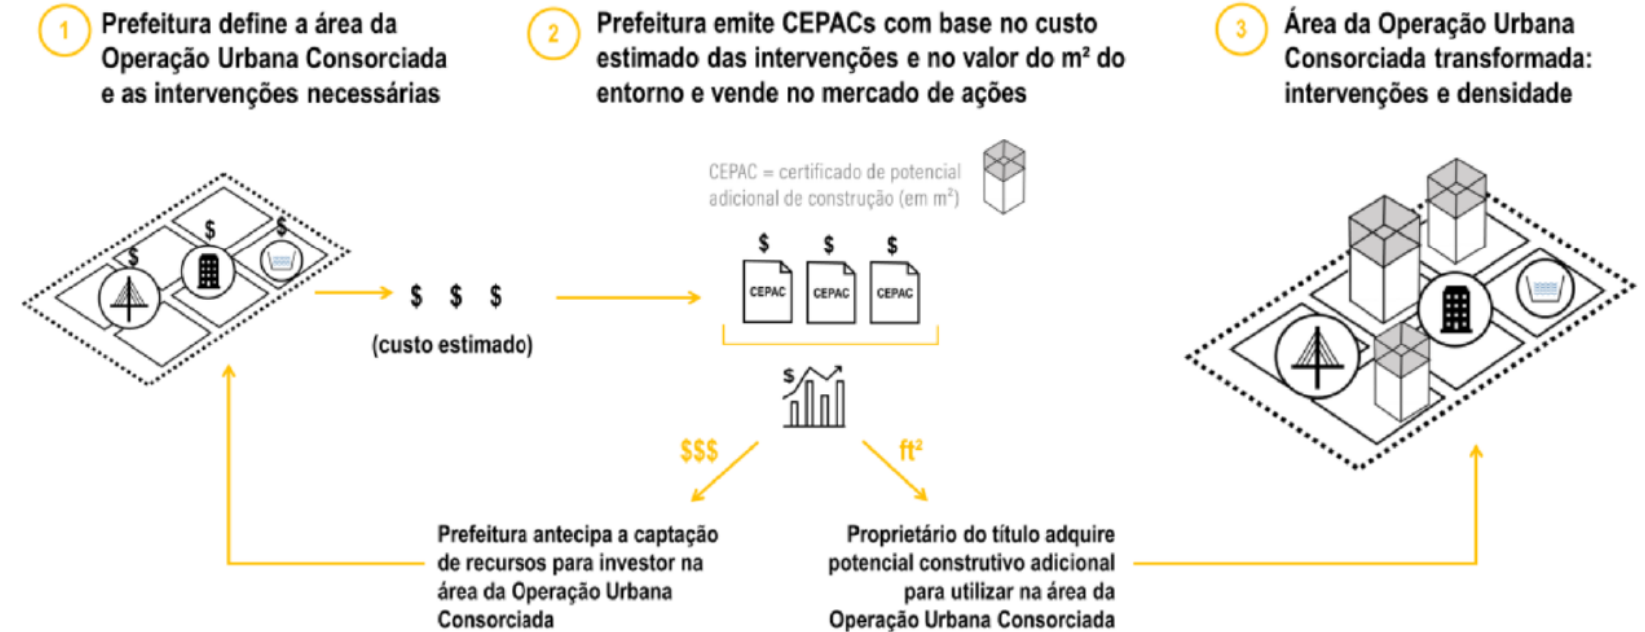 1
Prefeitura define a área da
Operação Urbana Consorciada
e as intervenções necessárias
2
Prefeitura emite CEPACs com base no custo
estimado das intervenções e no valor do m² do
entorno e vende no mercado de ações
3
Área da Operação Urbana
Consorciada transformada:
intervenções e densidade
CEPAC = certificado de potencial
adicional de construção (em m²)
$ $ $
$ $ $
(custo estimado)
$ $ $
CEPAC CEPAC CEPAC
$
$$$
ft²
Prefeitura antecipa a captação
de recursos para investor na
área da Operação Urbana
Consorciada
Proprietário do título adquire
potencial construtivo adicional
para utilizar na área da
Operação Urbana Consorciada